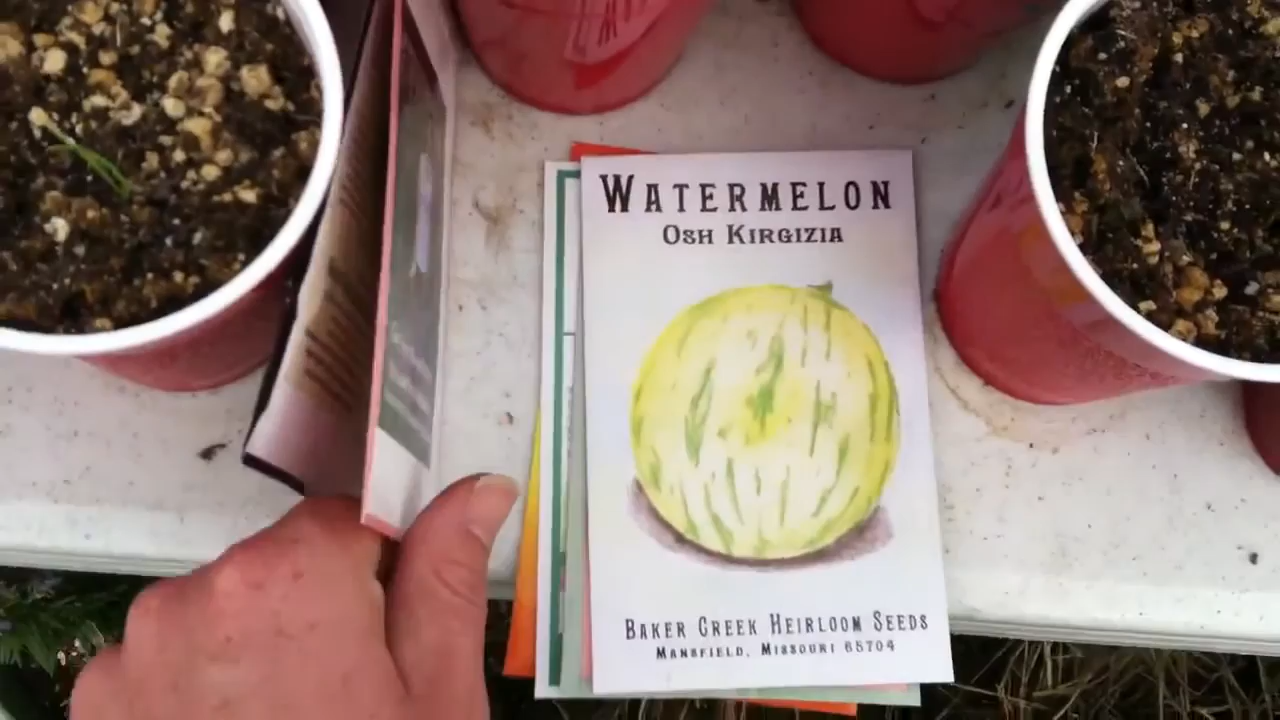 WATERMELON
OSH KIRGIZIA
BAKER CREEK HEIRLOOM SEEDS
MANSFIELD, MISSOURI 65704